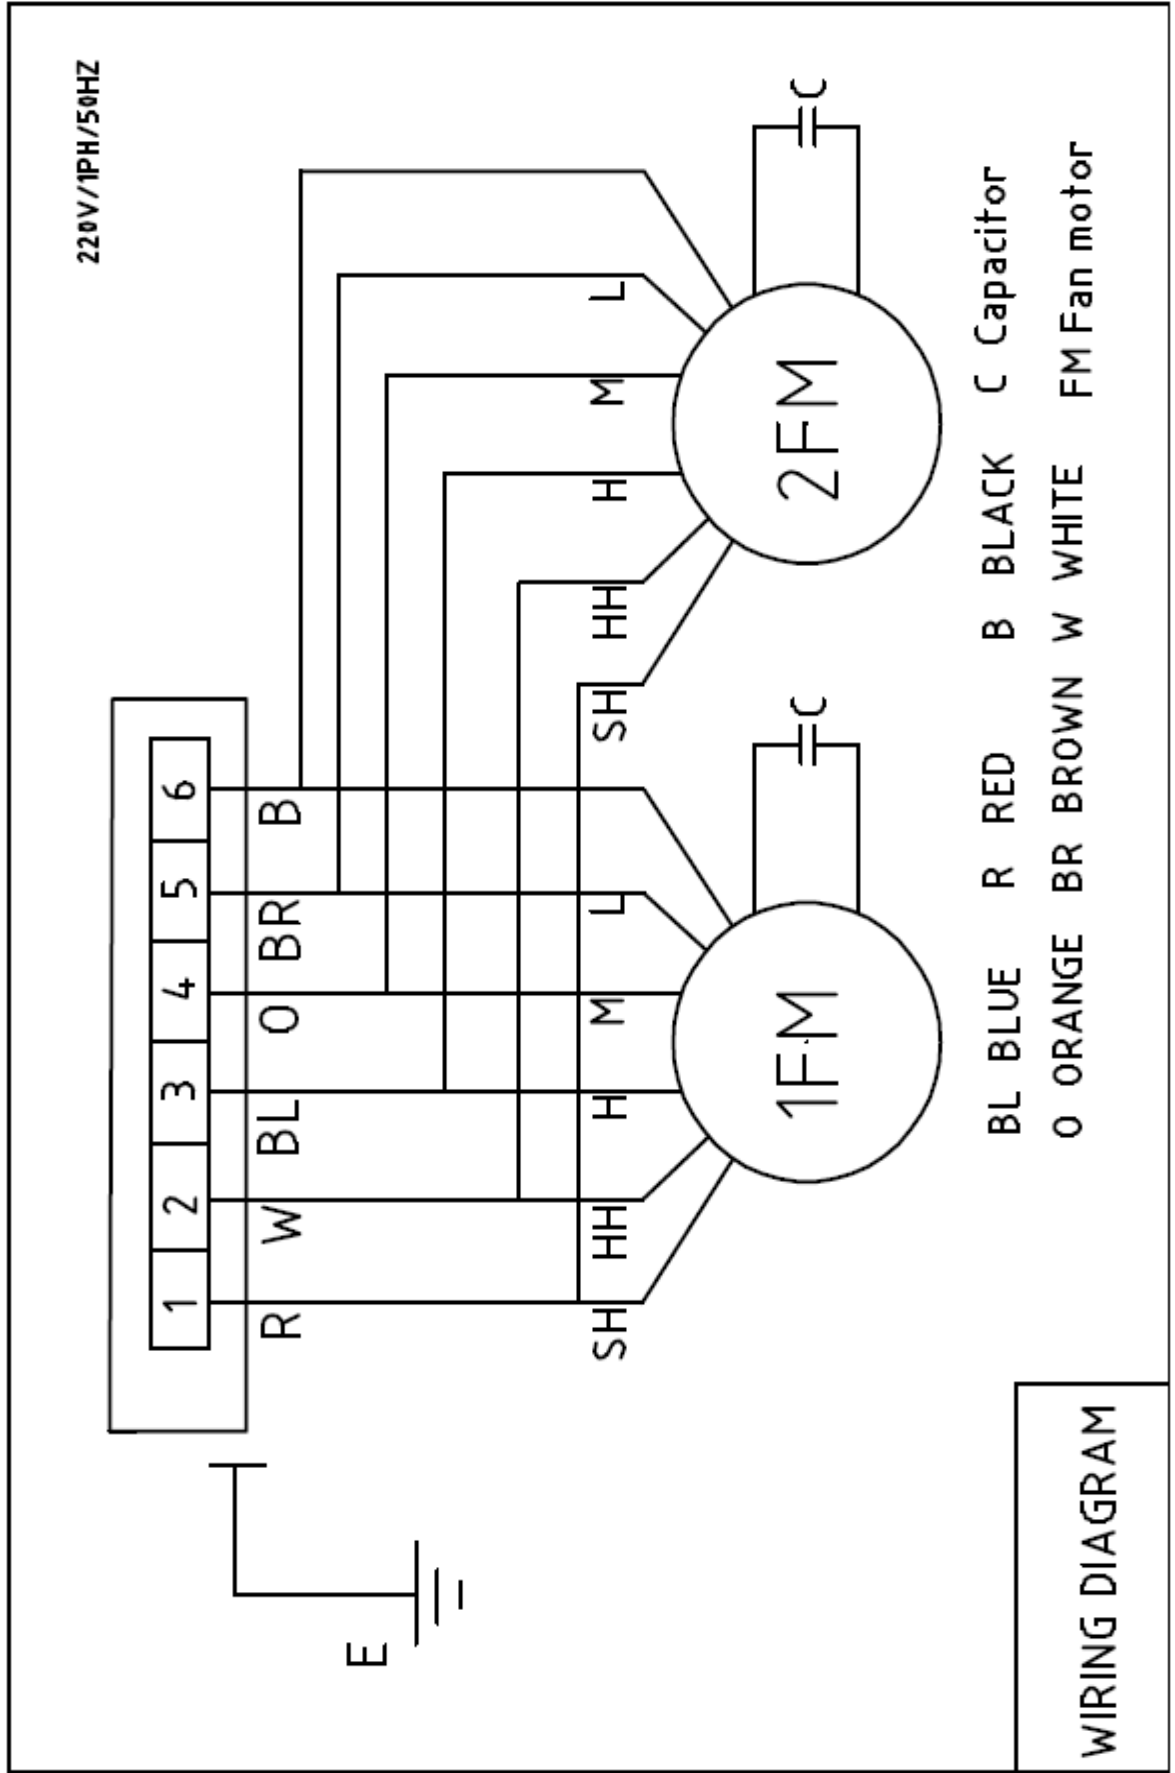 220V/1PH/50HZ
1 2 3 4 5 6
R W BL O BR B
E
SH HH H M L SH HH H M L
1FM 2FM
C C
BL BLUE R RED B BLACK C Capacitor
O ORANGE BR BROWN W WHITE FM Fan motor
WIRING DIAGRAM